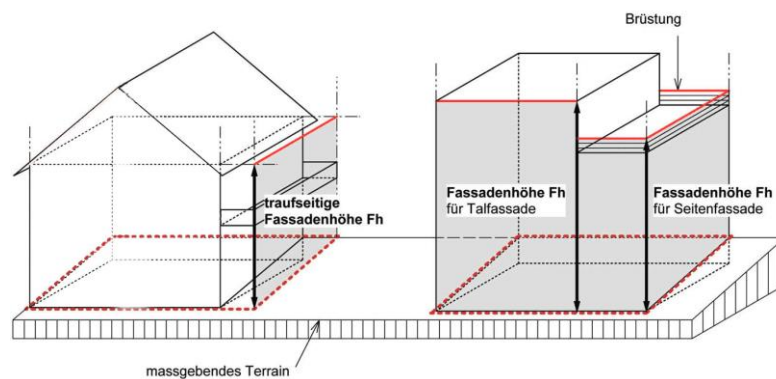 Brüstung
traufseitige
Fassadenhöhe Fh
Fassadenhöhe Fh
für Talfassade
Fassadenhöhe Fh
für Seitenfassade
massgebendes Terrain